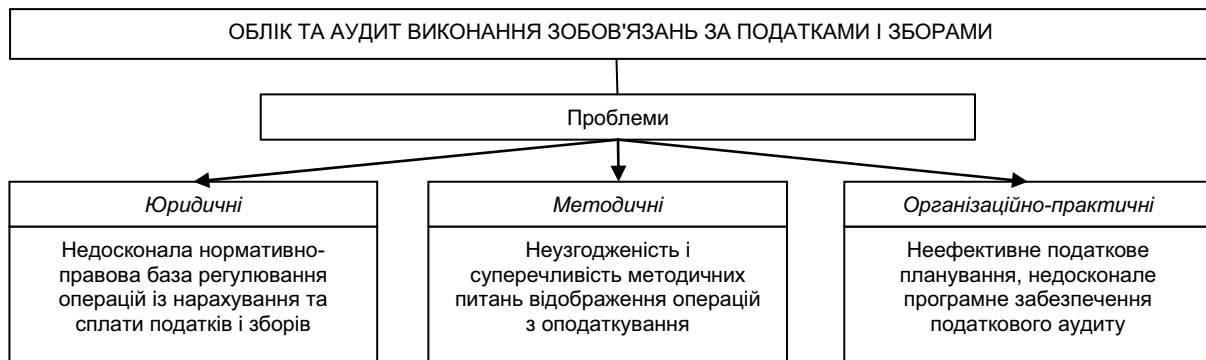 ОБЛІК ТА АУДИТ ВИКОНАННЯ ЗОБОВ'ЯЗАНЬ ЗА ПОДАТКАМИ І ЗБОРАМИ
Проблеми
Юридичні
Недосконала нормативно-
правова база регулювання
операцій із нарахування та
сплати податків і зборів
Методичні
Неузгодженість і
суперечливість методичних
питань відображення операцій
з оподаткування
Організаційно-практичні
Неефективне податкове
планування, недосконале
програмне забезпечення
податкового аудиту